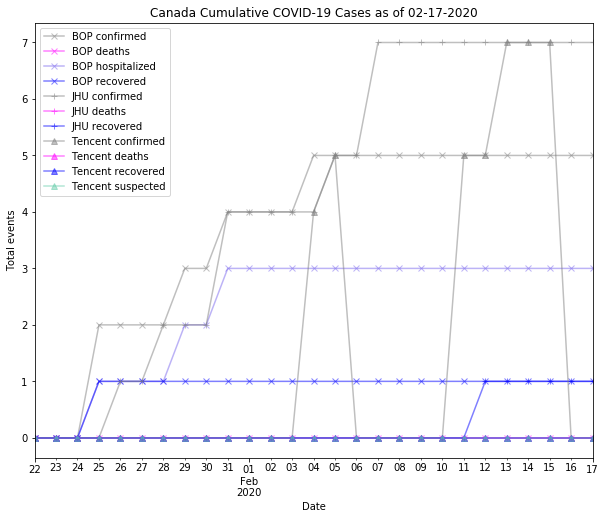 Canada Cumulative COVID-19 Cases as of 02-17-2020
BOP confirmed
BOP deaths
BOP hospitalized
BOP recovered
JHU confirmed
JHU deaths
JHU recovered
Tencent confirmed
Tencent deaths
Tencent recovered
Tencent suspected
Total events
7
6
5
4
3
2
1
0
22 23 24 25 26 27 28 29 30 31 01 02 03 04 05 06 07 08 09 10 11 12 13 14 15 16 17
Feb
2020
Date